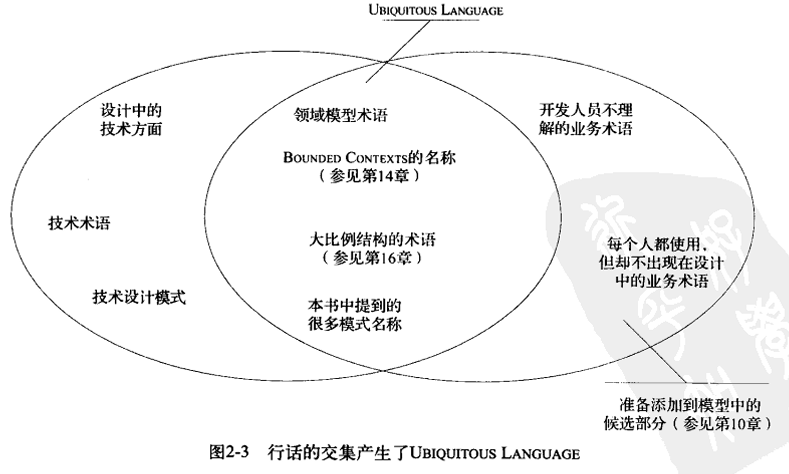 UBIQUITOUS LANGUAGE
设计中的
技术方面
技术术语
技术设计模式
领域模型术语
BOUNDED CONTEXTS的名称
（参见第14章）
大比例结构的术语
（参见第16章）
本书中提到的
很多模式名称
开发人员不理
解的业务术语
每个人都使用，
但却不出现在设计
中的业务术语
准备添加到模型中的
候选部分（参见第10章）
图2-3 行话的交集产生了UBIQUITOUS LANGUAGE